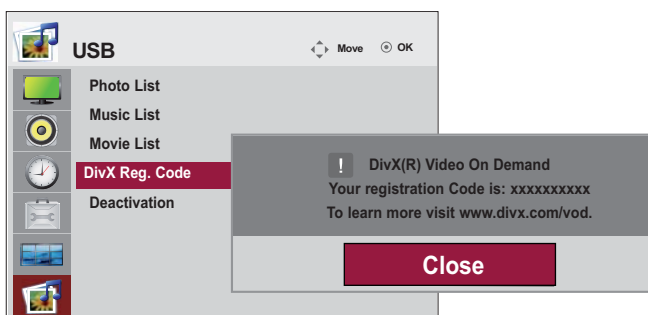 USB
Move
OK
Photo List
Music List
Movie List
DivX Reg. Code
Deactivation
! DivX(R) Video On Demand
Your registration Code is: xxxxxxxxxx
To learn more visit www.divx.com/vod.
Close